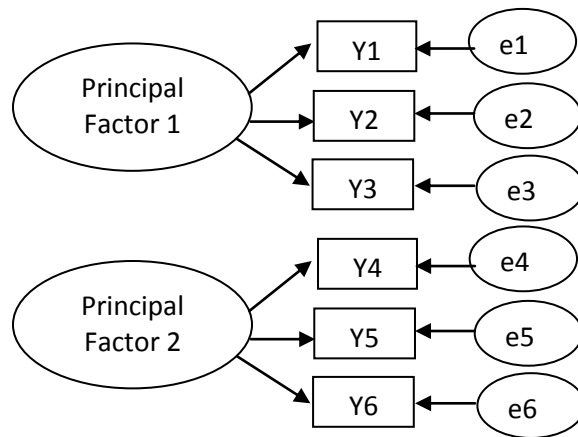 Principal
Factor 1
Y1
e1
Y2
e2
Y3
e3
Principal
Factor 2
Y4
e4
Y5
e5
Y6
e6